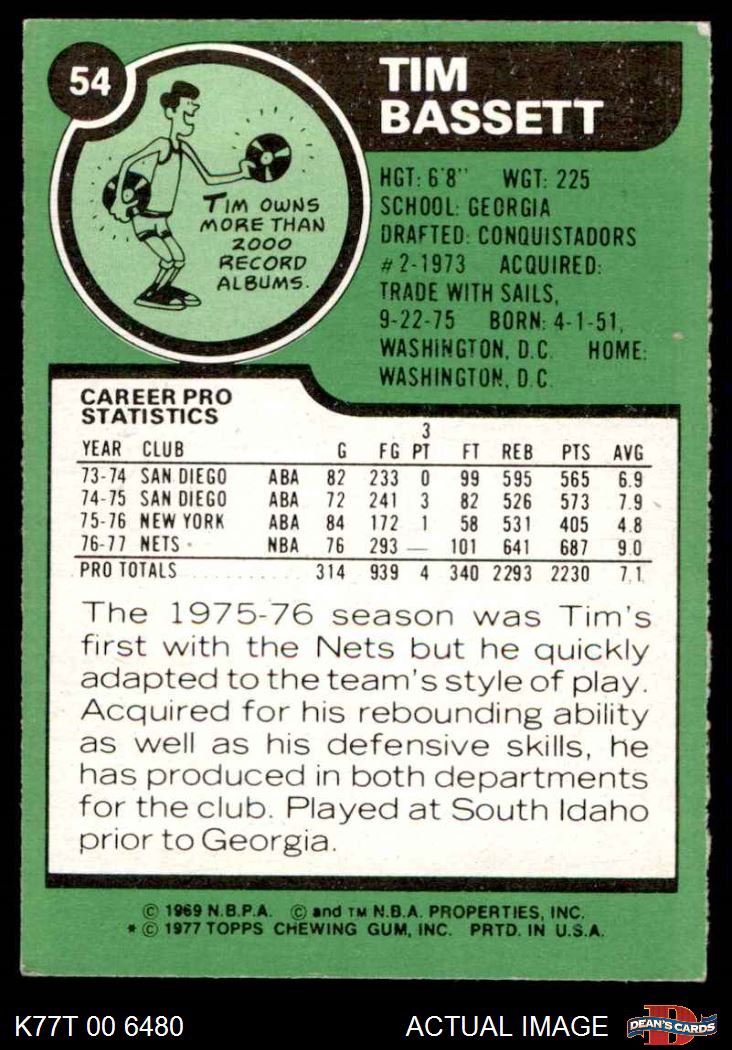 54
TIM
BASSETT
TIM OWNS
MORE THAN
2000
RECORD
ALBUMS.
HGT: 6'8" WGT: 225
SCHOOL: GEORGIA
DRAFTED: CONQUISTADORS
#2-1973 ACQUIRED:
TRADE WITH SAILS,
9-22-75 BORN: 4-1-51,
WASHINGTON, D.C. HOME:
WASHINGTON, D.C.
CAREER PRO
STATISTICS
YEAR CLUB G FG 3 PT FT REB PTS AVG
73-74 SAN DIEGO ABA 82 233 0 99 595 565 6.9
74-75 SAN DIEGO ABA 72 241 3 82 526 573 7.9
75-76 NEW YORK ABA 84 172 1 58 531 405 4.8
76-77 NETS NBA 76 293 — 101 641 687 9.0
PRO TOTALS 314 939 4 340 2293 2230 7.1
The 1975-76 season was Tim's
first with the Nets but he quickly
adapted to the team's style of play.
Acquired for his rebounding ability
as well as his defensive skills, he
has produced in both departments
for the club. Played at South Idaho
prior to Georgia.
© 1969 N.B.P.A. © and TM N.B.A. PROPERTIES, INC.
* © 1977 TOPPS CHEWING GUM, INC. PRTD. IN U.S.A.
K77T 00 6480 ACTUAL IMAGE
DEAN'S CARDS